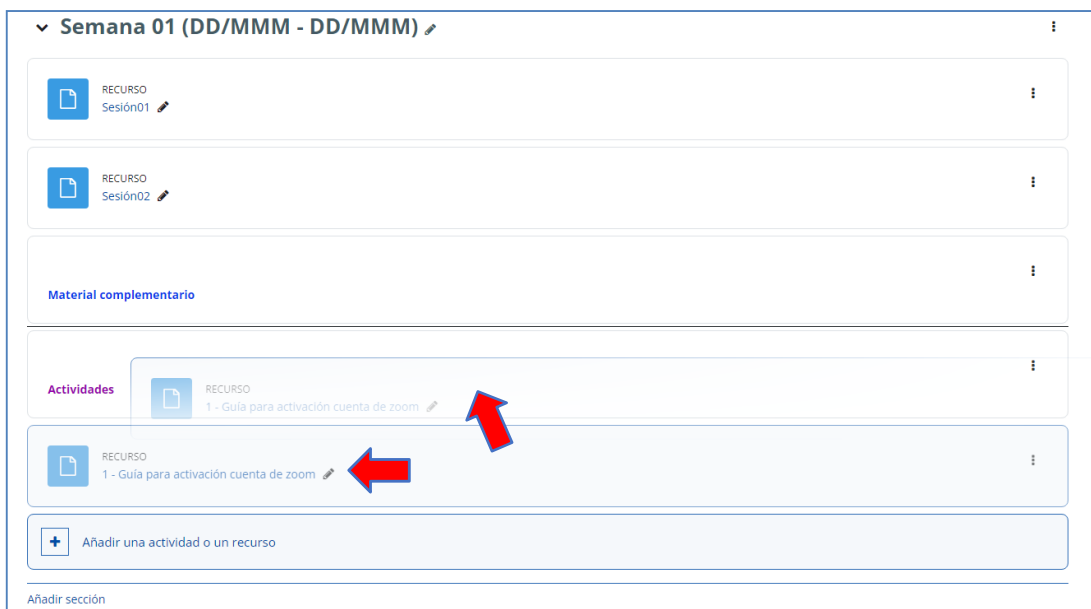 Semana 01 (DD/MMM - DD/MMM)
RECURSO
Sesión01
RECURSO
Sesión02
Material complementario
Actividades
RECURSO
1 - Guía para activación cuenta de zoom
RECURSO
1 - Guía para activación cuenta de zoom
Añadir una actividad o un recurso
Añadir sección